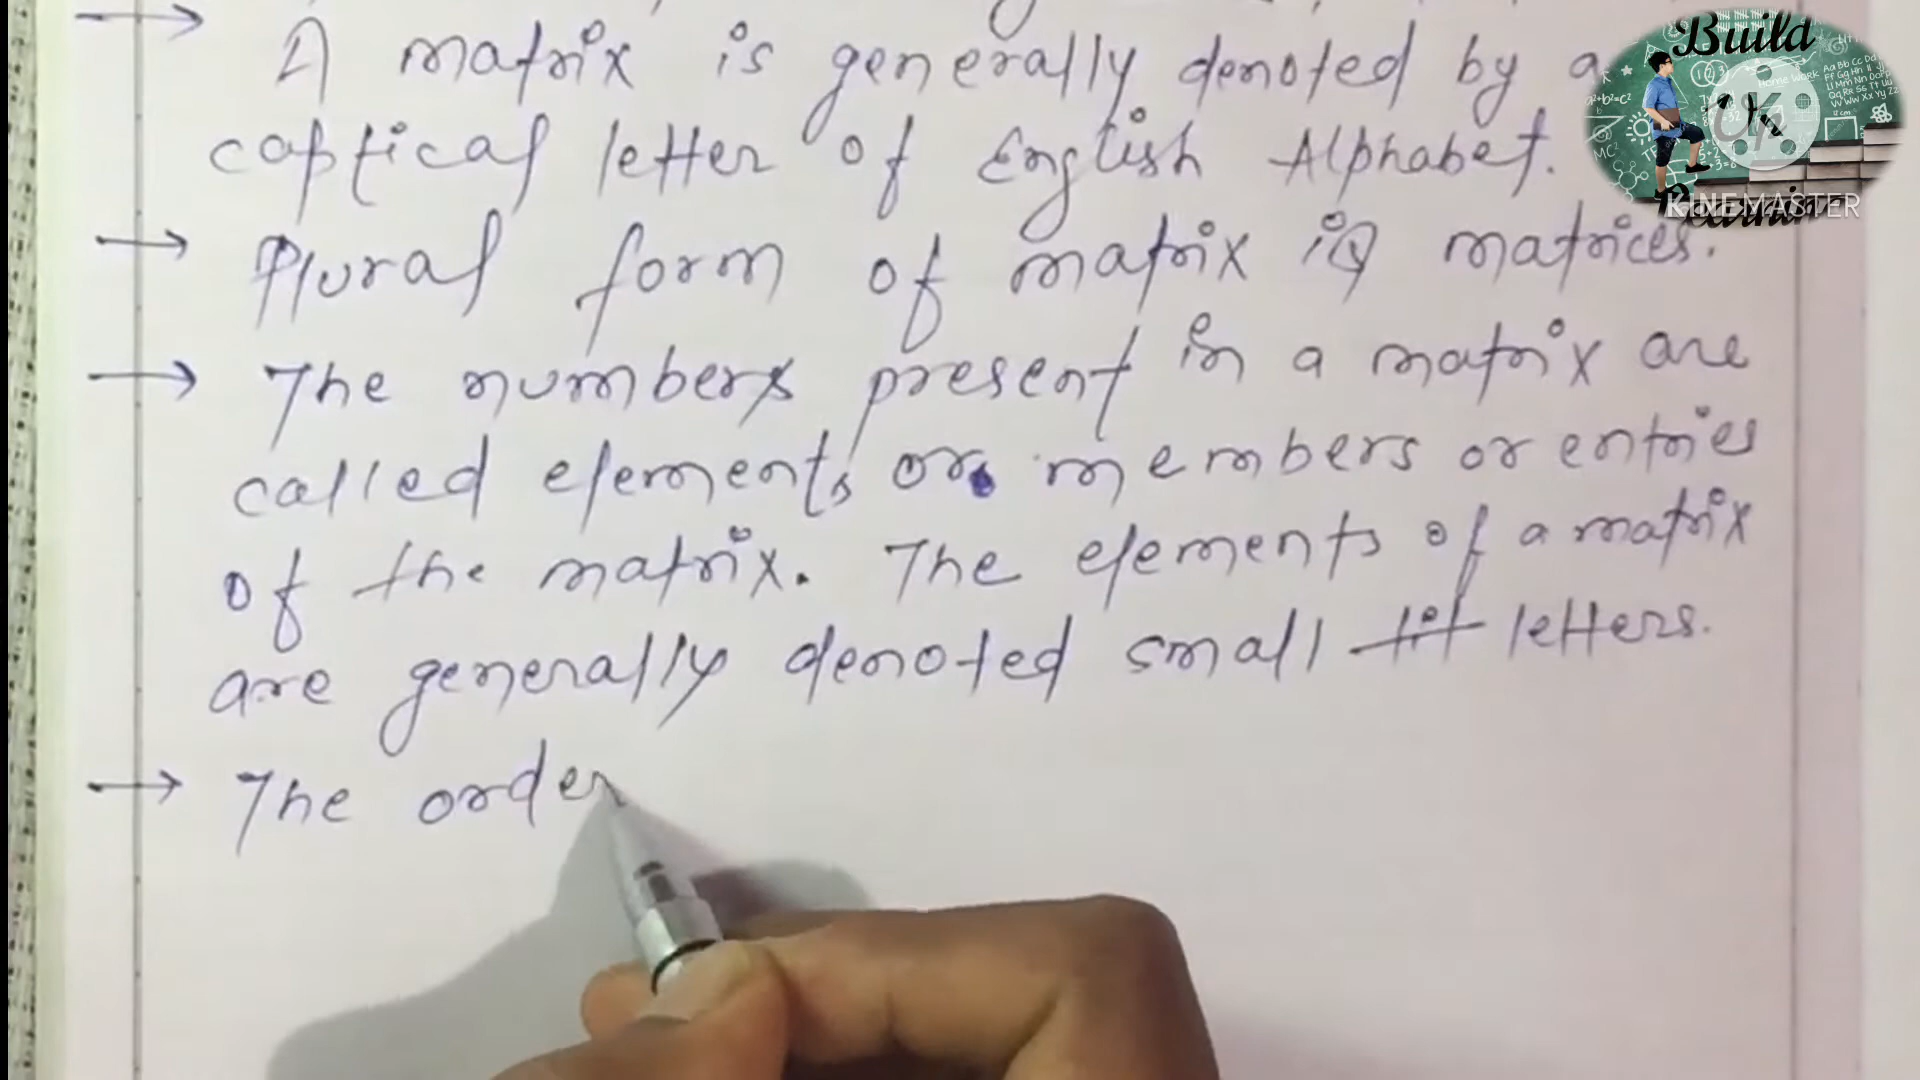 → A matrix is generally denoted by a
captical letter of English Alphabet.
→ Plural form of matrix is matrices.
→ The numbers present in a matrix are
called elements or members or entries
of the matrix. The elements of a matrix
are generally denoted small letters.
→ The order
Build
KINEMASTER